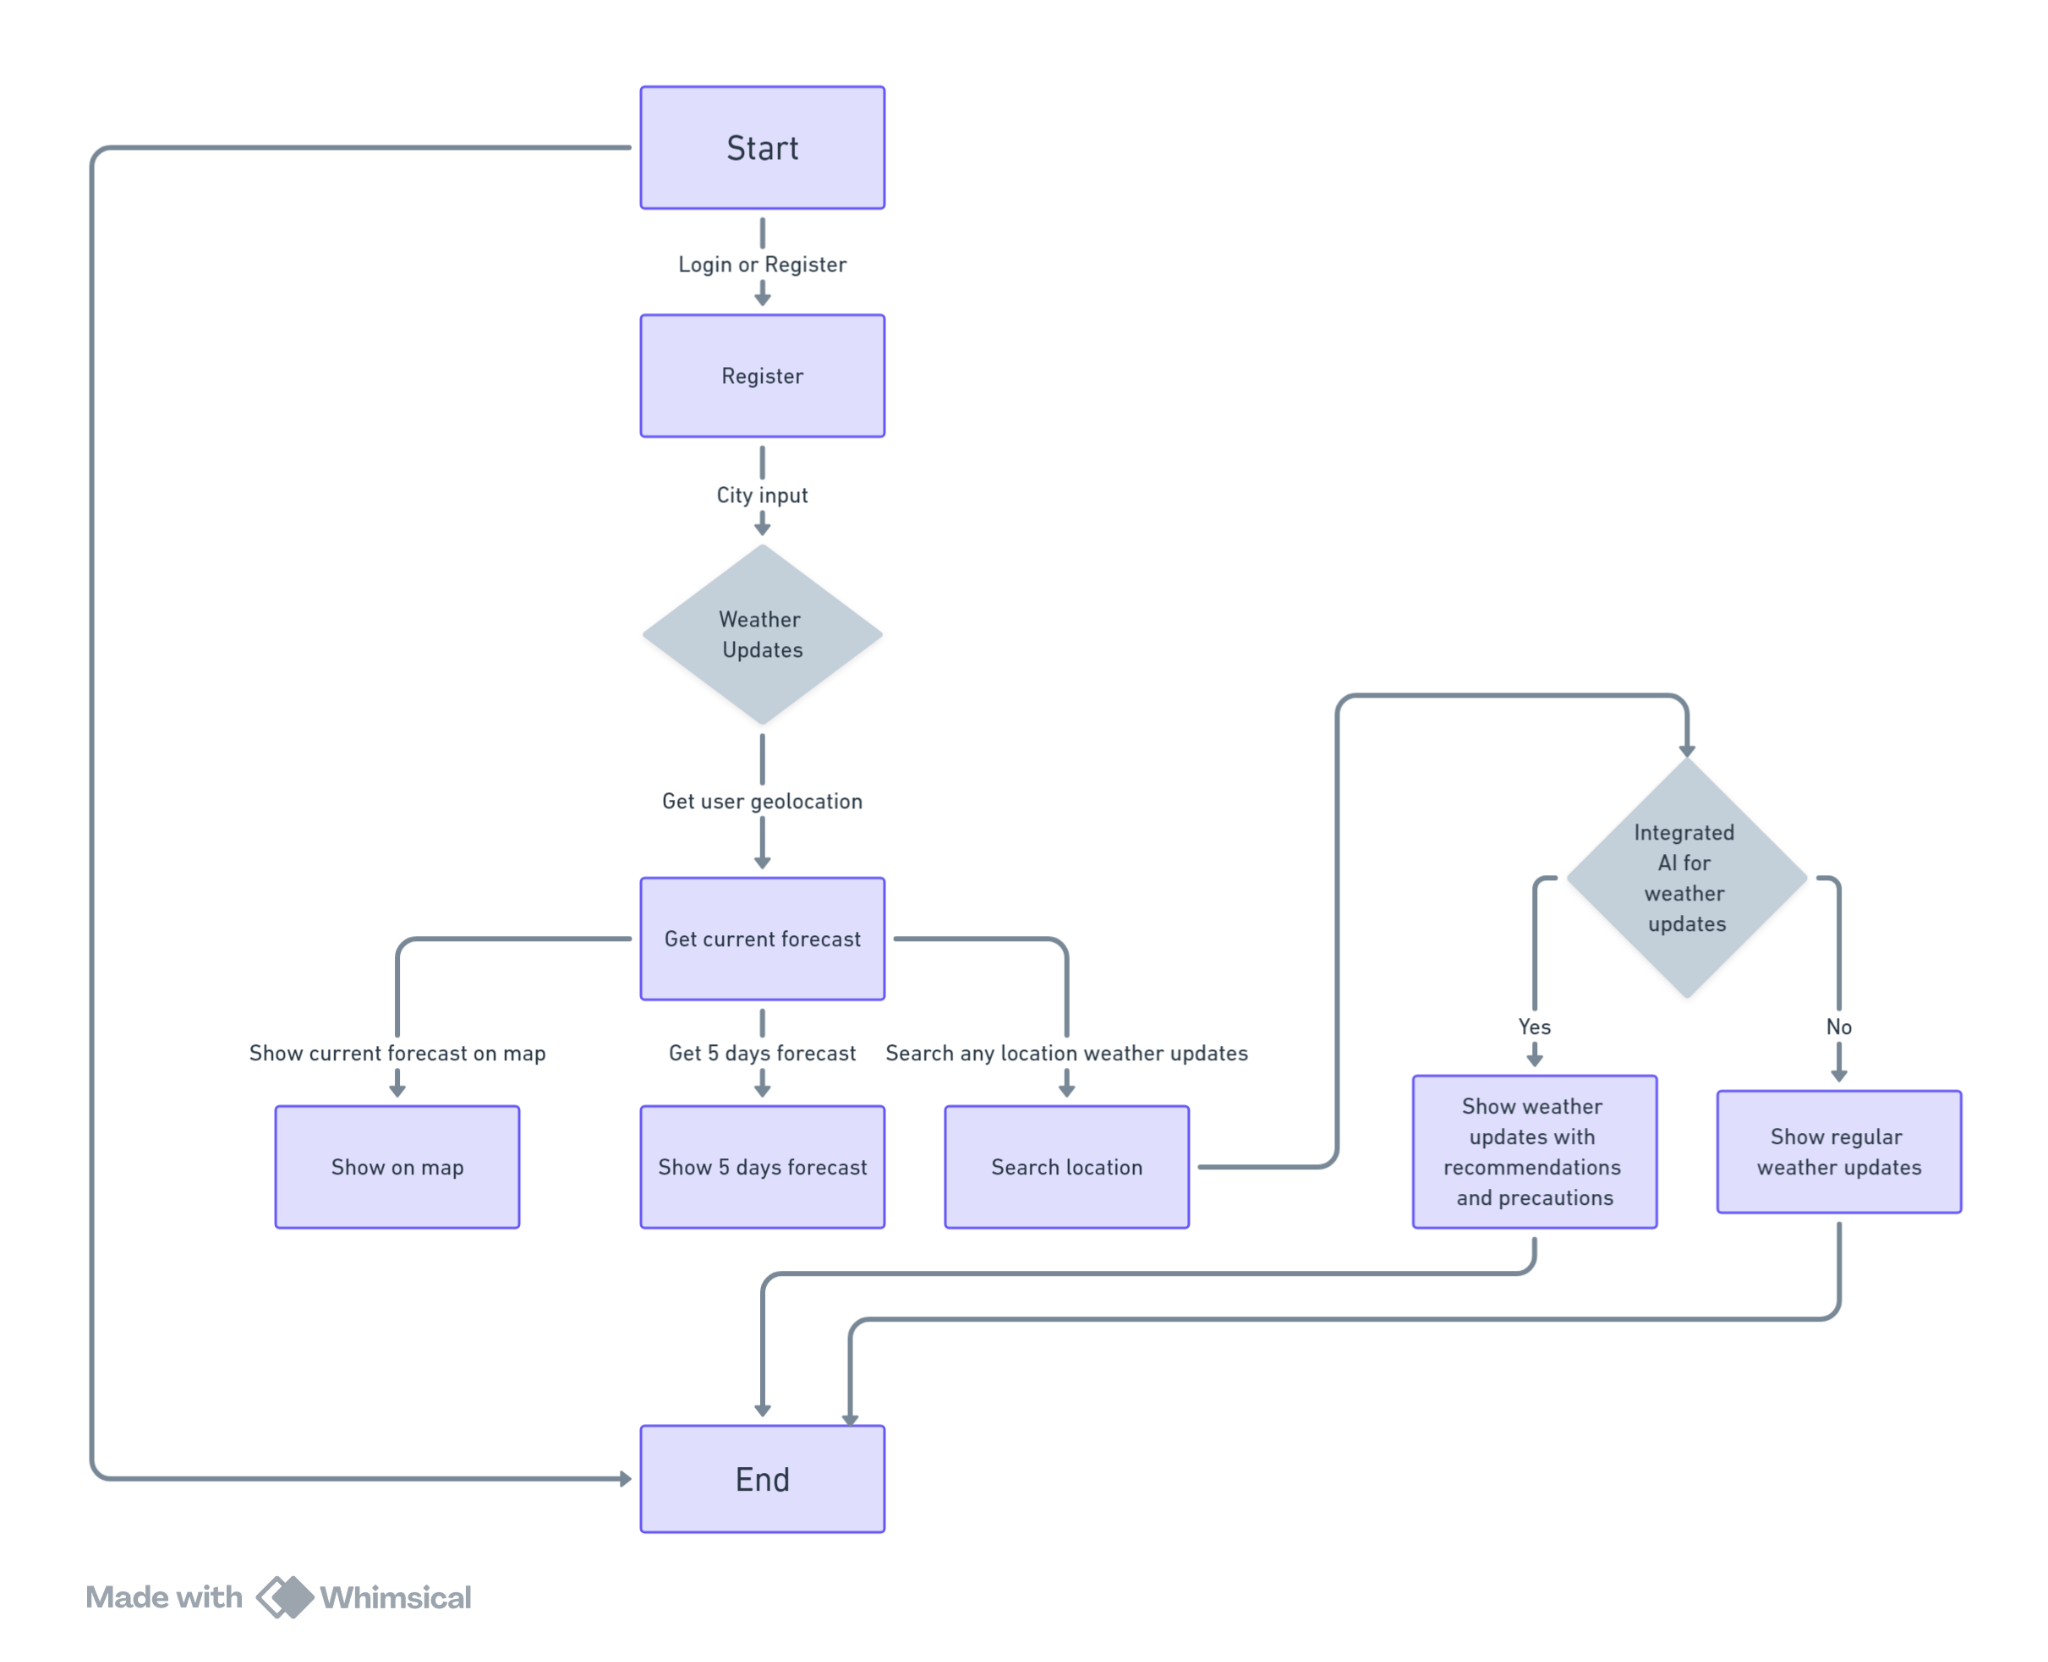 Start
Login or Register
Register
City input
Weather
Updates
Get user geolocation
Get current forecast
Show current forecast on map
Get 5 days forecast
Search any location weather updates
Show on map
Show 5 days forecast
Search location
Integrated
AI for
weather
updates
Yes
No
Show weather
updates with
recommendations
and precautions
Show regular
weather updates
End
Made with Whimsical